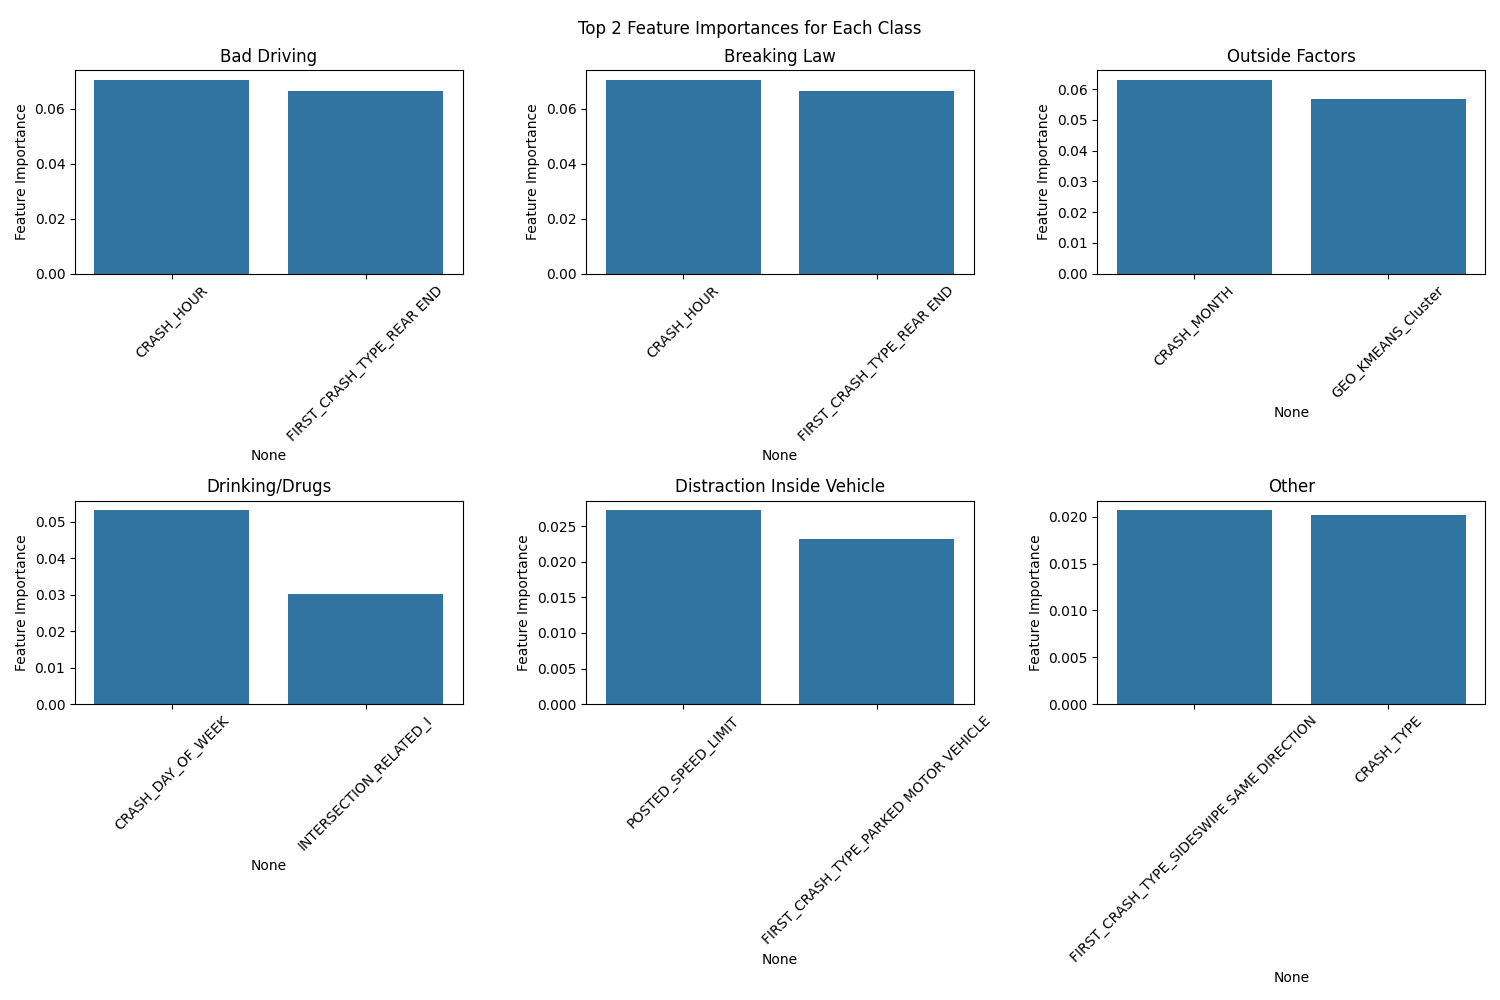 Top 2 Feature Importances for Each Class
Bad Driving
Feature Importance
0.06
0.04
0.02
0.00
CRASH_HOUR
FIRST_CRASH_TYPE_REAR END
None
Breaking Law
Feature Importance
0.06
0.04
0.02
0.00
CRASH_HOUR
FIRST_CRASH_TYPE_REAR END
None
Outside Factors
Feature Importance
0.06
0.05
0.04
0.03
0.02
0.01
0.00
CRASH_MONTH
GEO_KMEANS_Cluster
None
Drinking/Drugs
Feature Importance
0.05
0.04
0.03
0.02
0.01
0.00
CRASH_DAY_OF_WEEK
INTERSECTION_RELATED_I
None
Distraction Inside Vehicle
Feature Importance
0.025
0.020
0.015
0.010
0.005
0.000
POSTED_SPEED_LIMIT
FIRST_CRASH_TYPE_PARKED MOTOR VEHICLE
None
Other
Feature Importance
0.020
0.015
0.010
0.005
0.000
FIRST_CRASH_TYPE_SIDESWIPE SAME DIRECTION
CRASH_TYPE
None